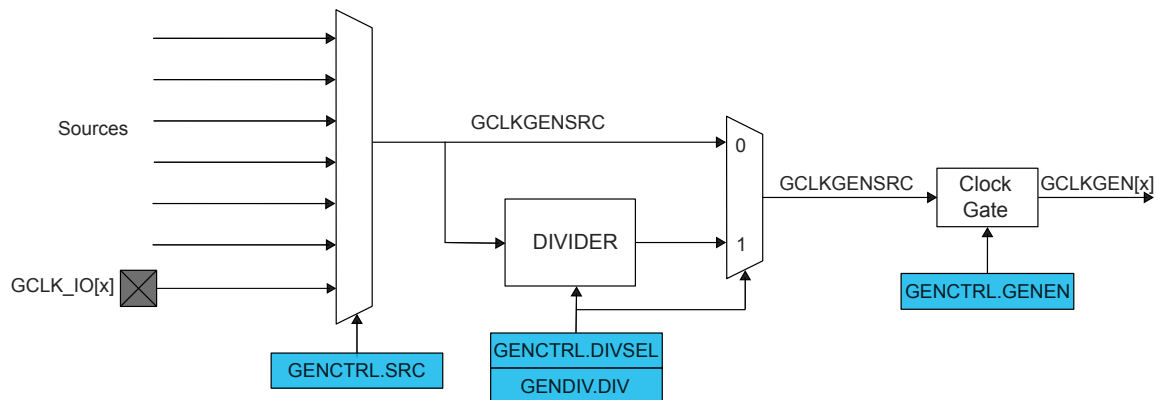 Sources
GCLK_IO[x]
GENCTRL.SRC
GCLKGENSRC
DIVIDER
0
1
GENCTRL.DIVSEL
GENDIV.DIV
GCLKGENSRC
Clock
Gate
GCLKGEN[x]
GENCTRL.GENEN